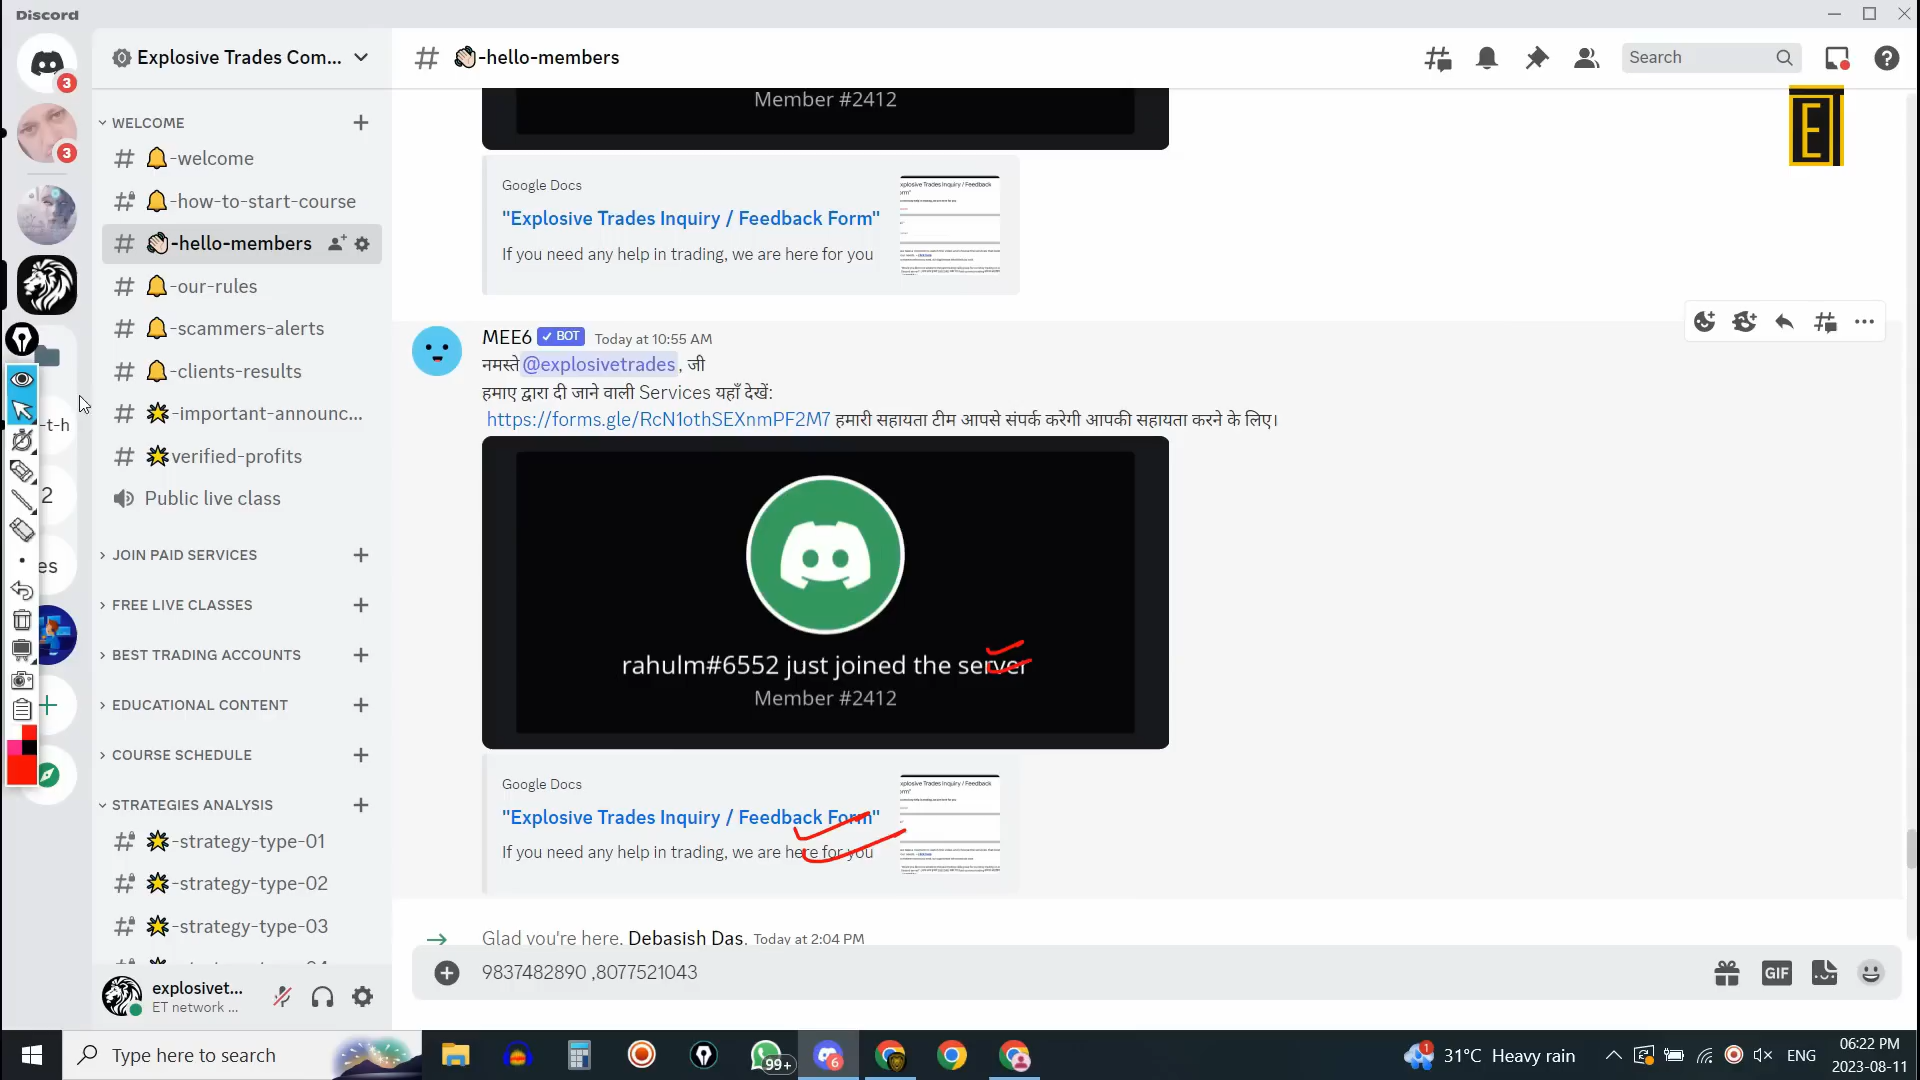 Discord
3
3
-t-h
2
es
Explosive Trades Com...
WELCOME
-welcome
-how-to-start-course
-hello-members
-our-rules
-scammers-alerts
-clients-results
-important-announc...
verified-profits
Public live class
JOIN PAID SERVICES
FREE LIVE CLASSES
BEST TRADING ACCOUNTS
EDUCATIONAL CONTENT
COURSE SCHEDULE
STRATEGIES ANALYSIS
-strategy-type-01
-strategy-type-02
-strategy-type-03
explosivet...
ET network ...
-hello-members
Search
E
Member #2412
Google Docs
"Explosive Trades Inquiry / Feedback Form"
If you need any help in trading, we are here for you
MEE6 BOT Today at 10:55 AM
नमस्ते @explosivetrades, जी
हमाए द्वारा दी जाने वाली Services यहाँ देखें:
https://forms.gle/RcN1othSEXnmPF2M7 हमारी सहायता टीम आपसे संपर्क करेगी आपकी सहायता करने के लिए।
rahulm#6552 just joined the server
Member #2412
Google Docs
"Explosive Trades Inquiry / Feedback Form"
If you need any help in trading, we are here for you
Glad you're here, Debasish Das. Today at 2:04 PM
9837482890 ,8077521043
GIF
Type here to search
99+
6
1
31°C Heavy rain
ENG
06:22 PM
2023-08-11